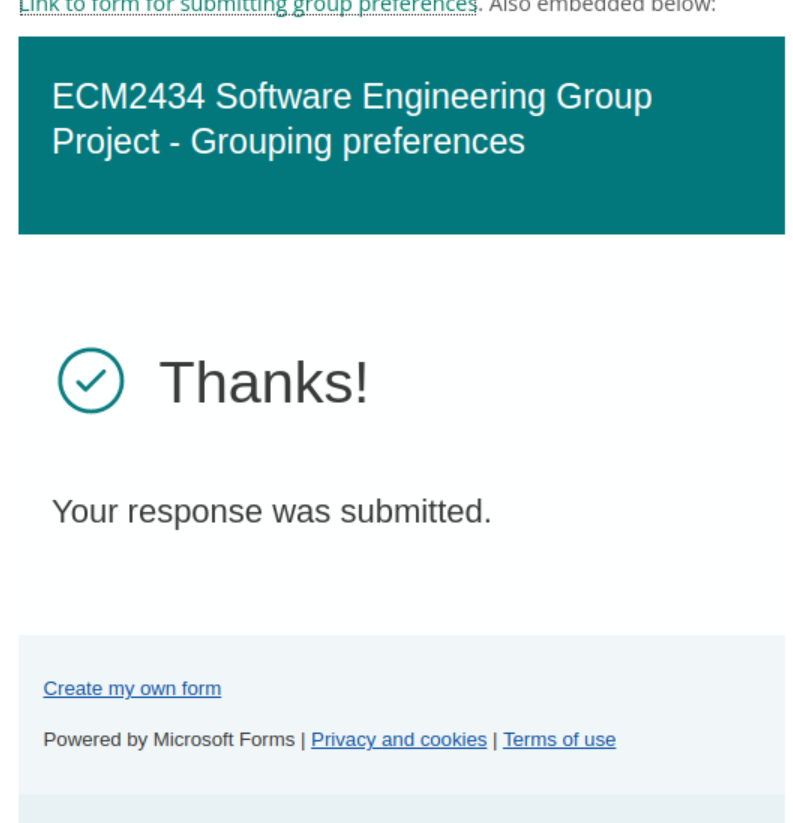 Link to form for submitting group preferences. Also embedded below:
ECM2434 Software Engineering Group
Project - Grouping preferences
Thanks!
Your response was submitted.
Create my own form
Powered by Microsoft Forms | Privacy and cookies | Terms of use